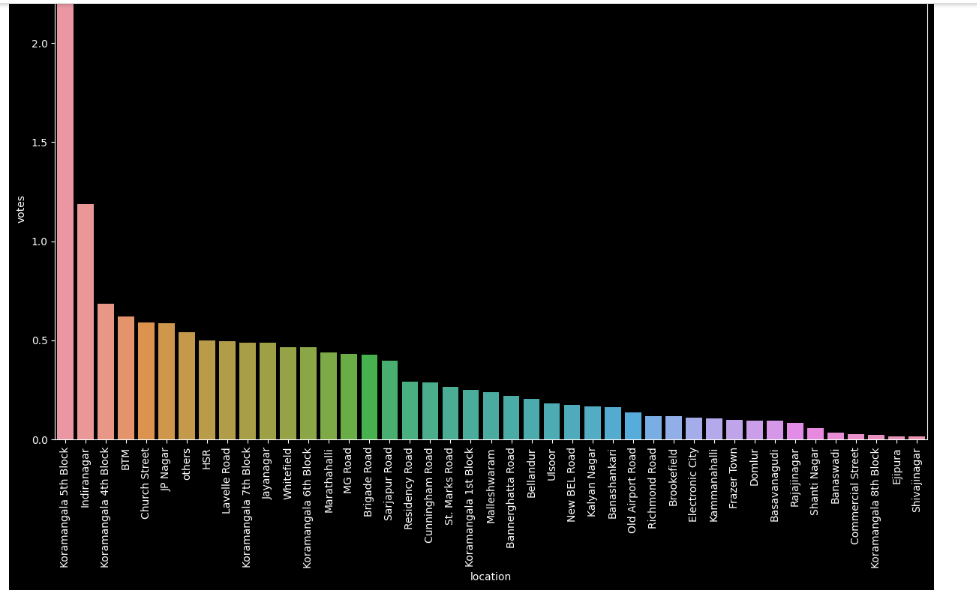 2.0
1.5
1.0
0.5
0.0
votes
Koramangala 5th Block
Indiranagar
Koramangala 4th Block
BTM
Church Street
JP Nagar
others
HSR
Lavelle Road
Koramangala 7th Block
Jayanagar
Whitefield
Koramangala 6th Block
Marathahalli
MG Road
Brigade Road
Sarjapur Road
Residency Road
Cunningham Road
St. Marks Road
Koramangala 1st Block
Malleshwaram
Bannerghatta Road
Bellandur
Ulsoor
New BEL Road
Kalyan Nagar
Banashankari
Old Airport Road
Richmond Road
Brookefield
Electronic City
Kammanahalli
Frazer Town
Domlur
Basavanagudi
Rajajinagar
Shanti Nagar
Banaswadi
Commercial Street
Koramangala 8th Block
Ejipura
Shivajinagar
location